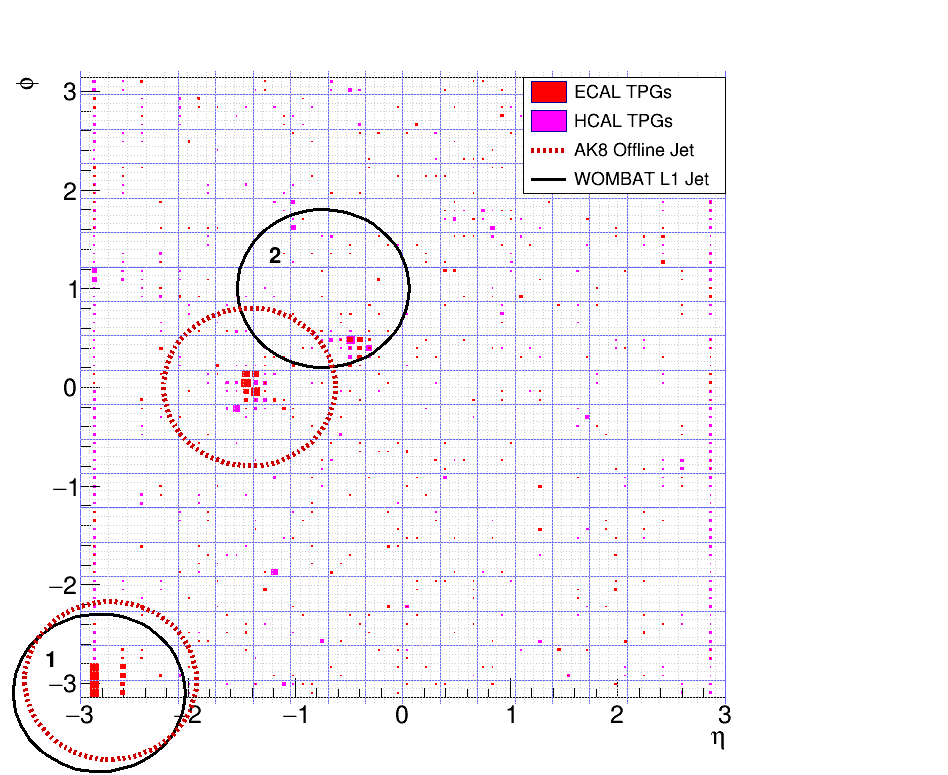 φ
3
2
1
0
−1
−2
−3
ECAL TPGs
HCAL TPGs
AK8 Offline Jet
WOMBAT L1 Jet
2
1
−3 −2 −1 0 1 2 3
η